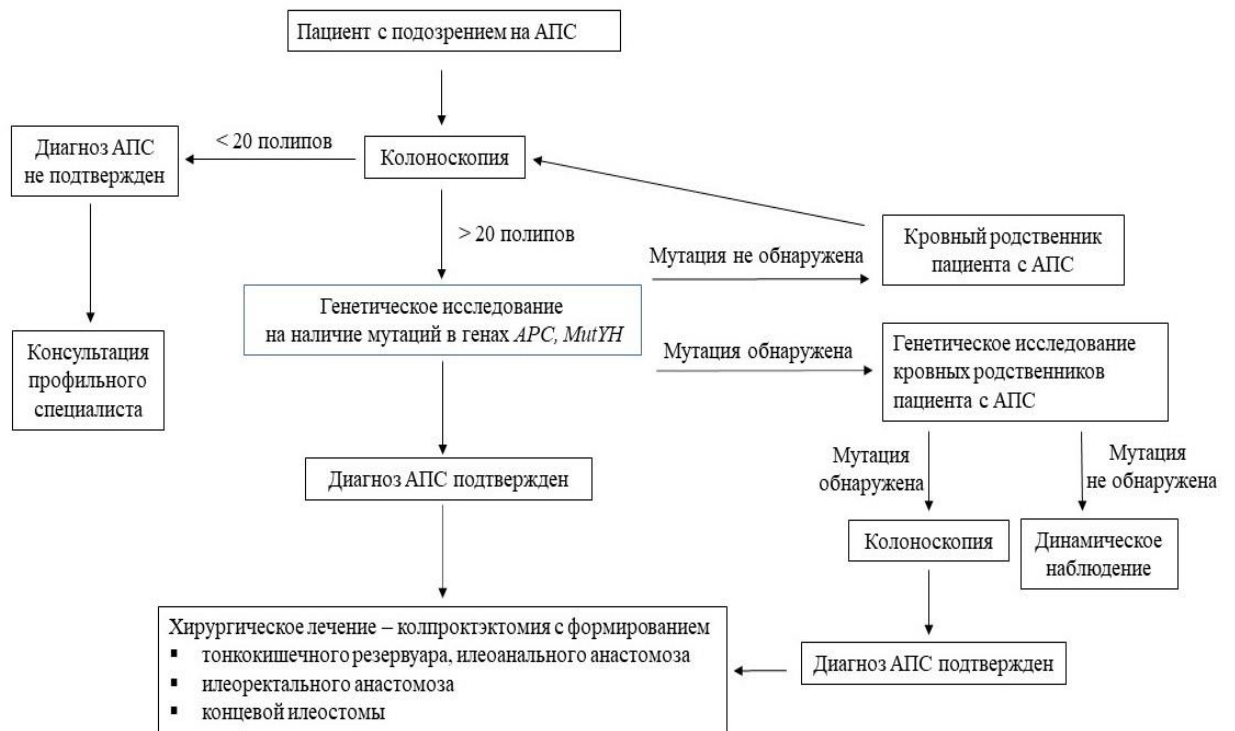 Пациент с подозрением на АПС
< 20 полипов
Диагноз АПС
не подтвержден
Колоноскопия
> 20 полипов
Мутация не обнаружена
Кровный родственник
пациента с АПС
Генетическое исследование
на наличие мутаций в генах APC, MutYH
Мутация обнаружена
Генетическое исследование
кровных родственников
пациента с АПС
Консультация
профильного
специалиста
Диагноз АПС подтвержден
Мутация
обнаружена
Мутация
не обнаружена
Колоноскопия
Динамическое
наблюдение
Хирургическое лечение – колпроктэктомия с формированием
▪ тонкокишечного резервуара, илеоанального анастомоза
▪ илеоректального анастомоза
▪ концевой илеостомы
Диагноз АПС подтвержден